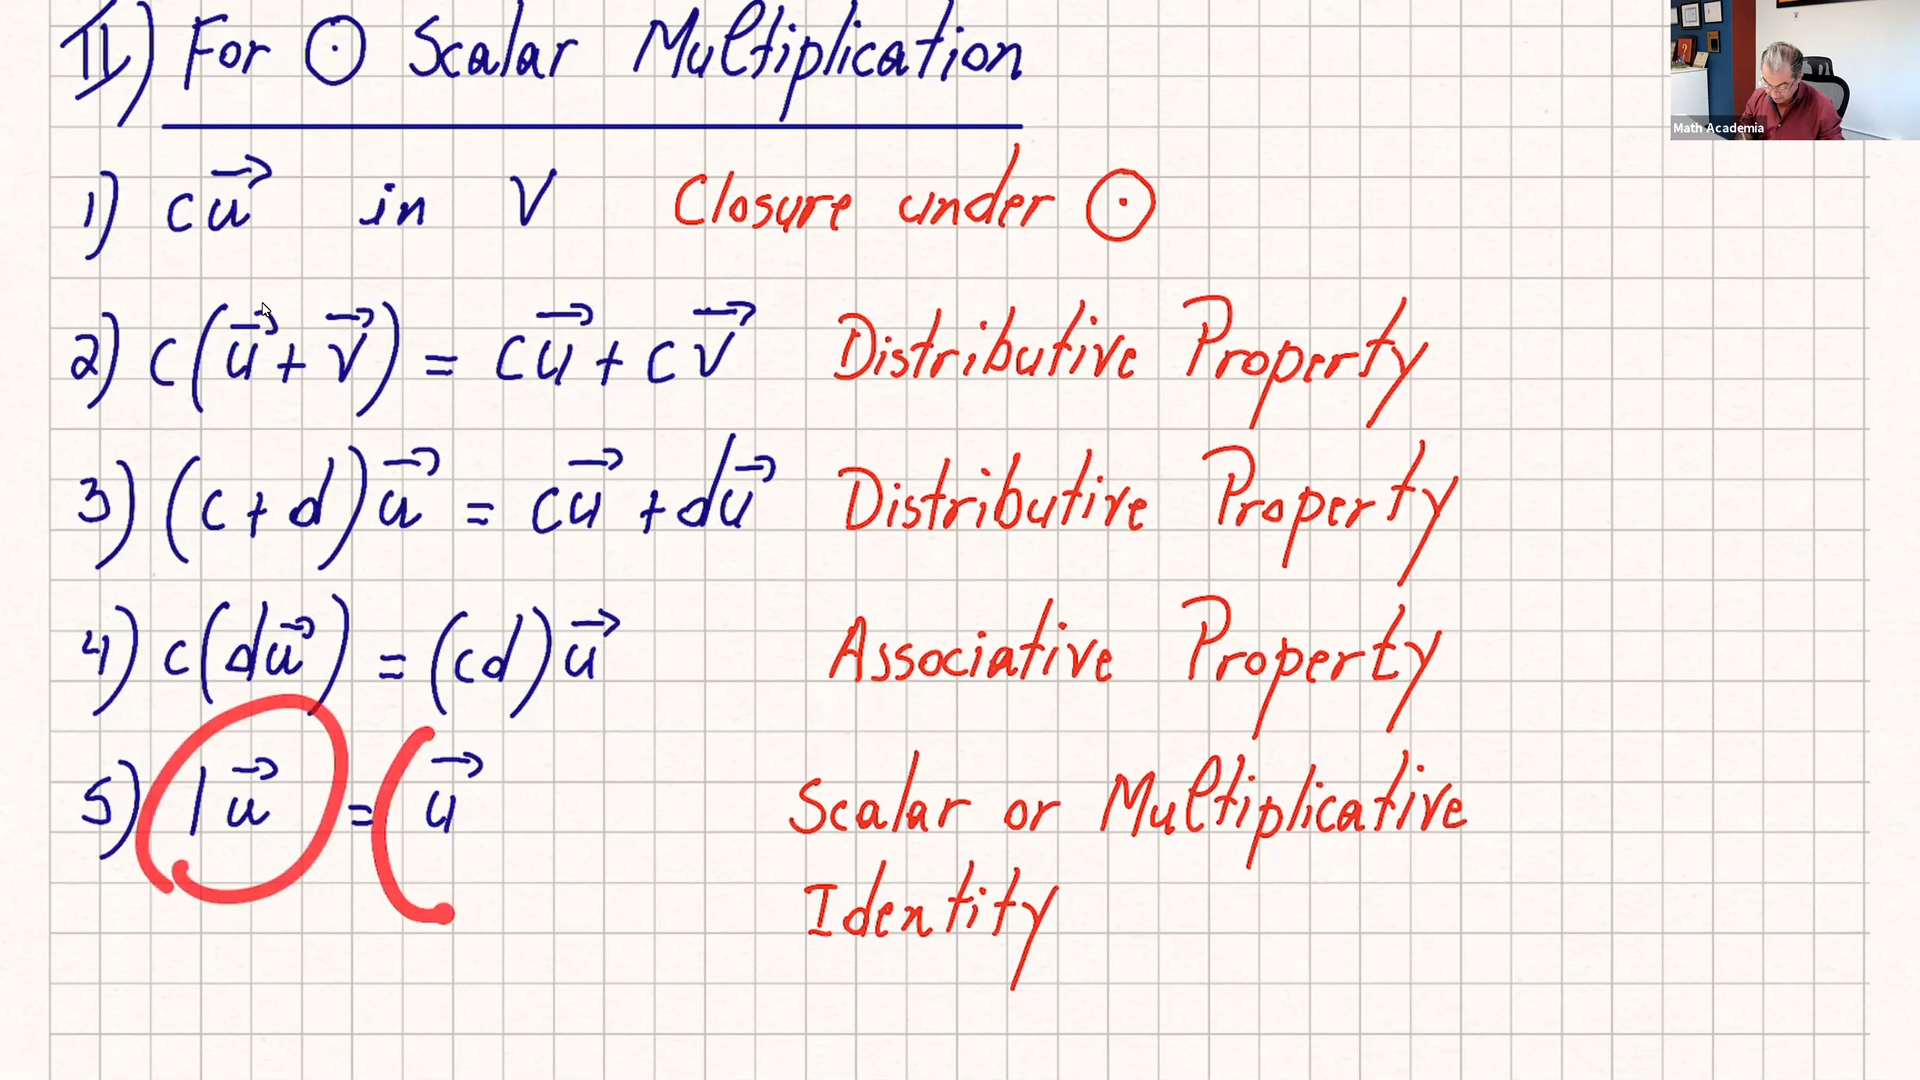 II) For ⊙ Scalar Multiplication
Math Academia
1) cu⃗ in V Closure under ⊙
2) c(u⃗ + v⃗) = cu⃗ + cv⃗ Distributive Property
3) (c + d)u⃗ = cu⃗ + du⃗ Distributive Property
4) c(du⃗) = (cd)u⃗ Associative Property
5) 1u⃗ = u⃗ Scalar or Multiplicative
Identity